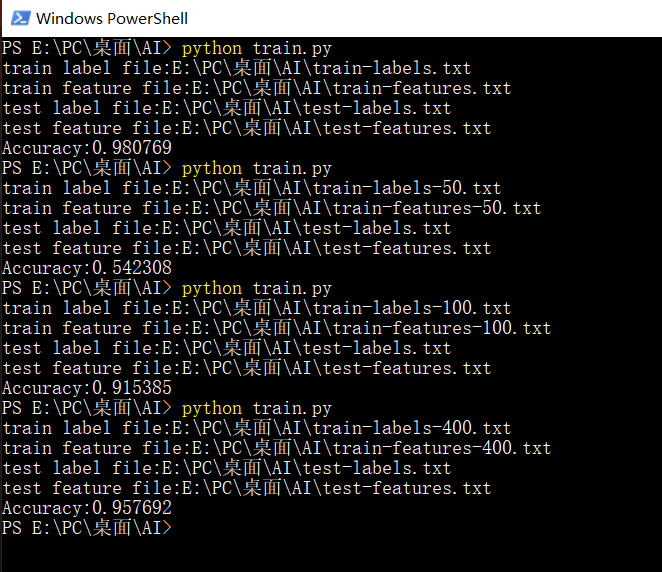 Windows PowerShell
PS E:\PC\桌面\AI> python train.py
train label file:E:\PC\桌面\AI\train-labels.txt
train feature file:E:\PC\桌面\AI\train-features.txt
test label file:E:\PC\桌面\AI\test-labels.txt
test feature file:E:\PC\桌面\AI\test-features.txt
Accuracy:0.980769
PS E:\PC\桌面\AI> python train.py
train label file:E:\PC\桌面\AI\train-labels-50.txt
train feature file:E:\PC\桌面\AI\train-features-50.txt
test label file:E:\PC\桌面\AI\test-labels.txt
test feature file:E:\PC\桌面\AI\test-features.txt
Accuracy:0.542308
PS E:\PC\桌面\AI> python train.py
train label file:E:\PC\桌面\AI\train-labels-100.txt
train feature file:E:\PC\桌面\AI\train-features-100.txt
test label file:E:\PC\桌面\AI\test-labels.txt
test feature file:E:\PC\桌面\AI\test-features.txt
Accuracy:0.915385
PS E:\PC\桌面\AI> python train.py
train label file:E:\PC\桌面\AI\train-labels-400.txt
train feature file:E:\PC\桌面\AI\train-features-400.txt
test label file:E:\PC\桌面\AI\test-labels.txt
test feature file:E:\PC\桌面\AI\test-features.txt
Accuracy:0.957692
PS E:\PC\桌面\AI>